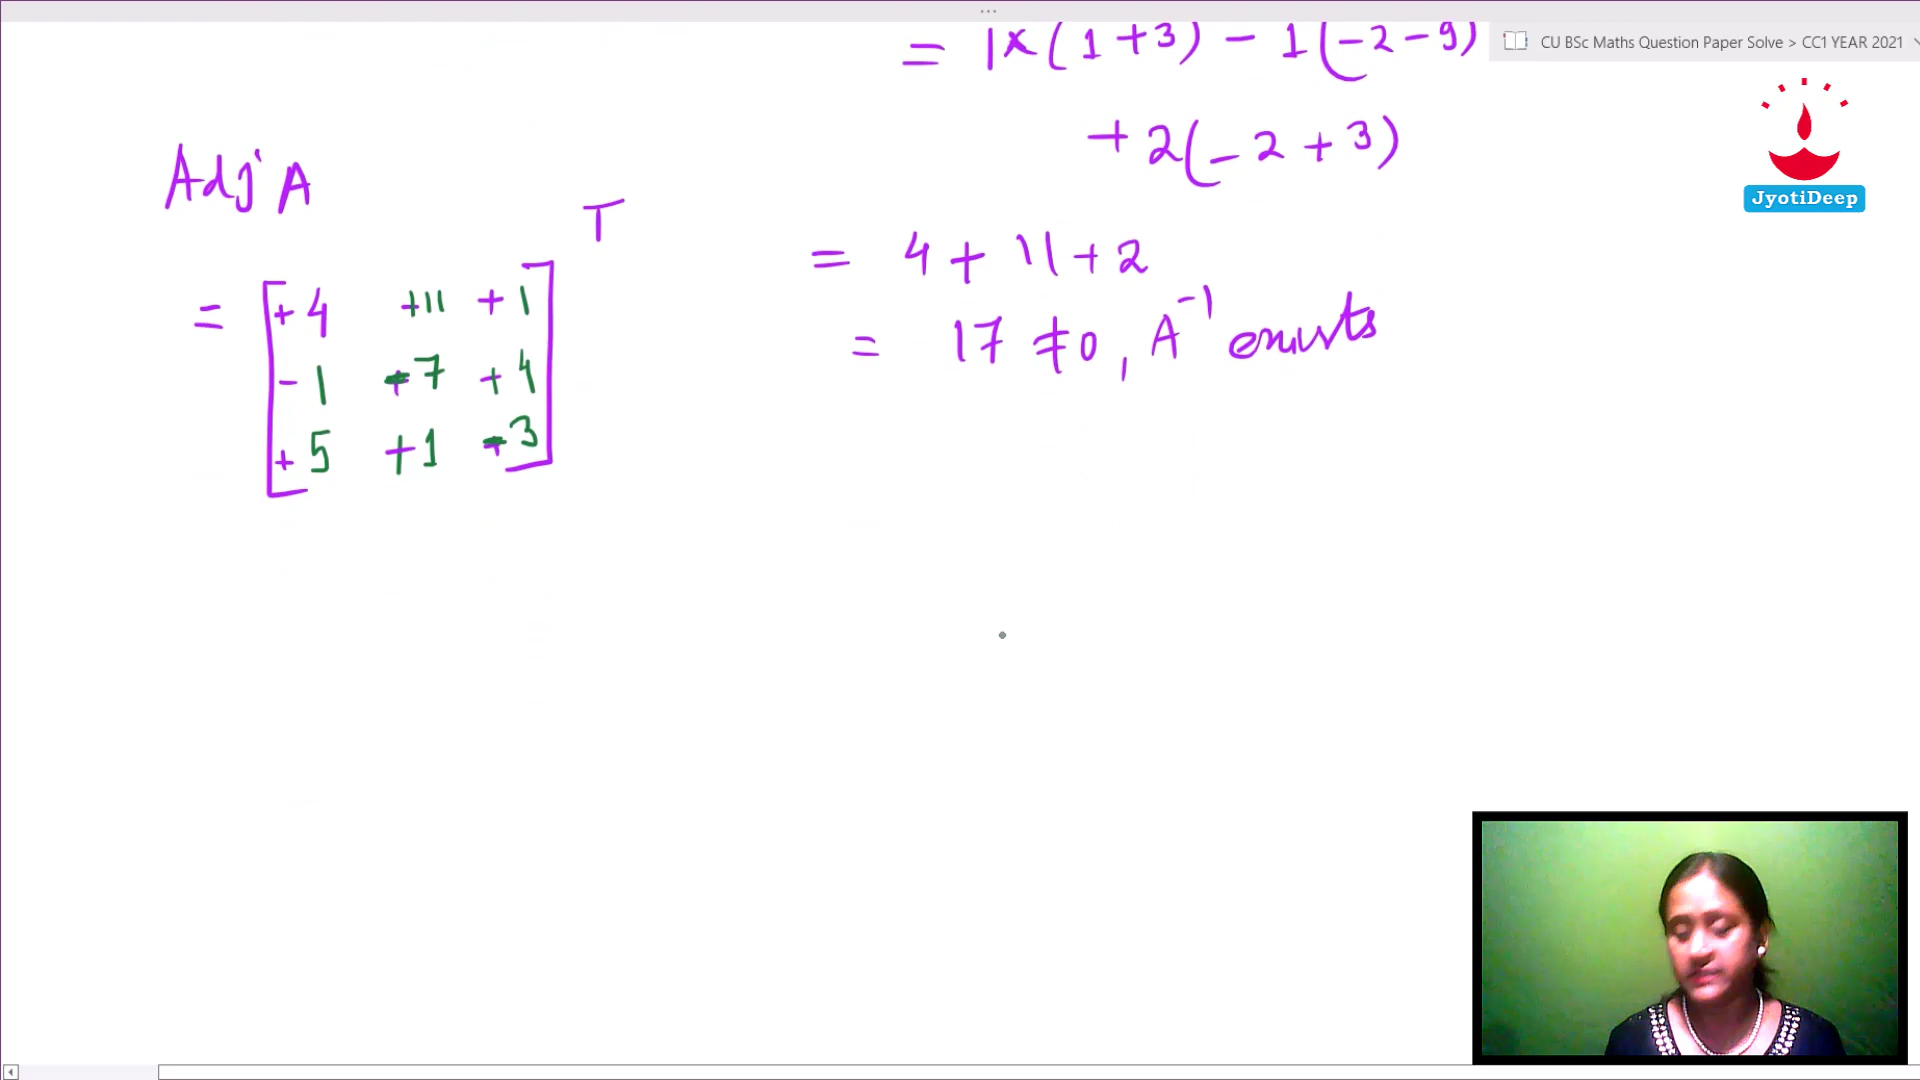 CU BSc Maths Question Paper Solve > CC1 YEAR 2021
JyotiDeep
= 1×(1+3) - 1(-2-9)
+ 2(-2+3)
= 4 + 11 + 2
= 17 ≠ 0, A⁻¹ exists
Adj A
T
= [+4 +11 +1
-1 -7 +4
+5 +1 -3]